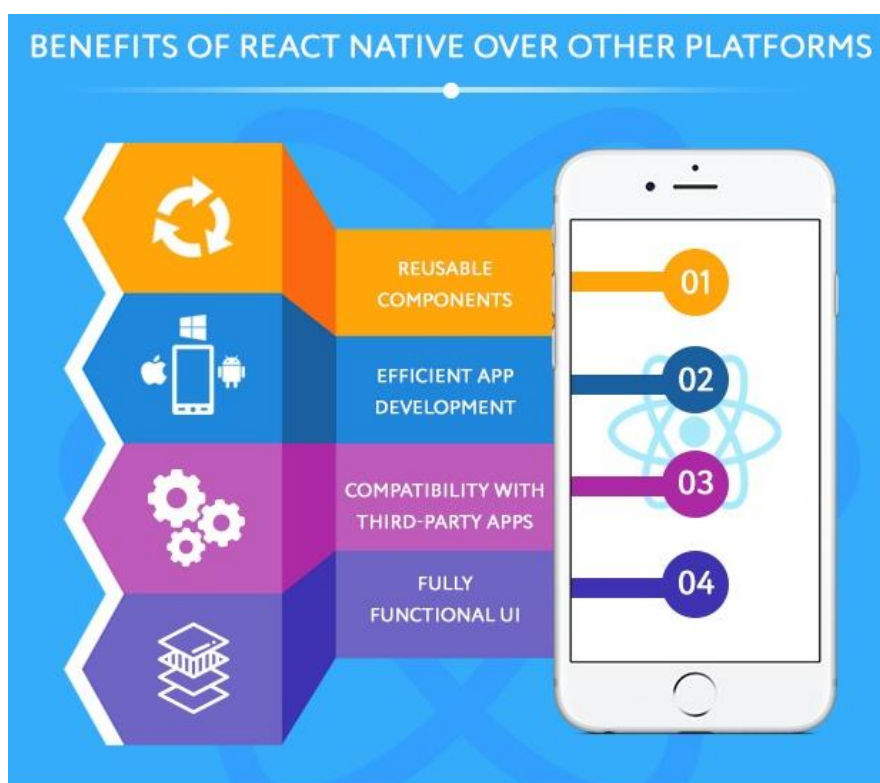 BENEFITS OF REACT NATIVE OVER OTHER PLATFORMS
REUSABLE
COMPONENTS
01
EFFICIENT APP
DEVELOPMENT
02
COMPATIBILITY WITH
THIRD-PARTY APPS
03
FULLY
FUNCTIONAL UI
04